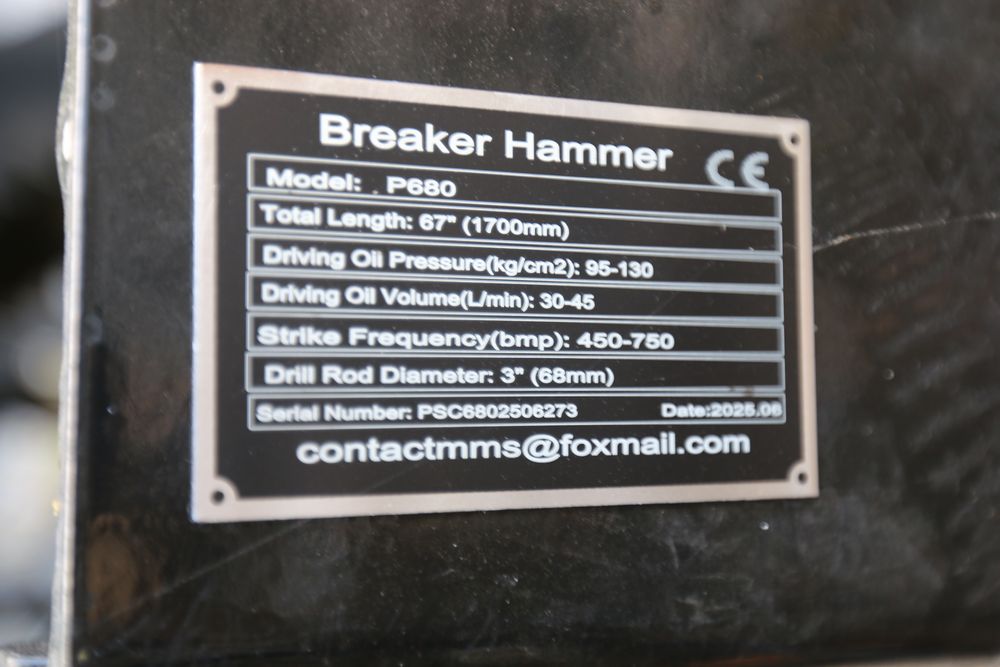 Breaker Hammer
CE
Model: P680
Total Length: 67" (1700mm)
Driving Oil Pressure(kg/cm2): 95-130
Driving Oil Volume(L/min): 30-45
Strike Frequency(bmp): 450-750
Drill Rod Diameter: 3" (68mm)
Serial Number: PSC6802506273 Date:2025.06
contactmms@foxmail.com